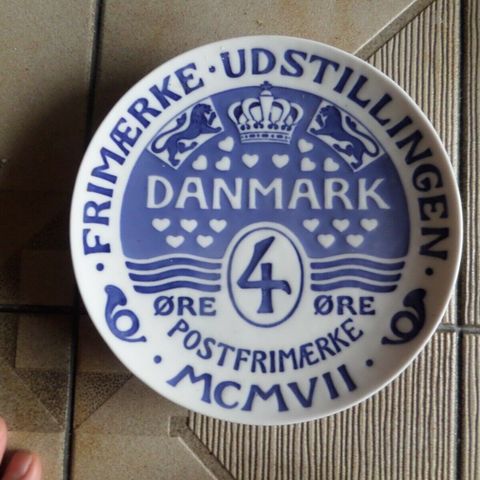 FRIMÆRKE · UDSTILLINGEN
DANMARK
4
ØRE ØRE
POSTFRIMÆRKE
MCMVII